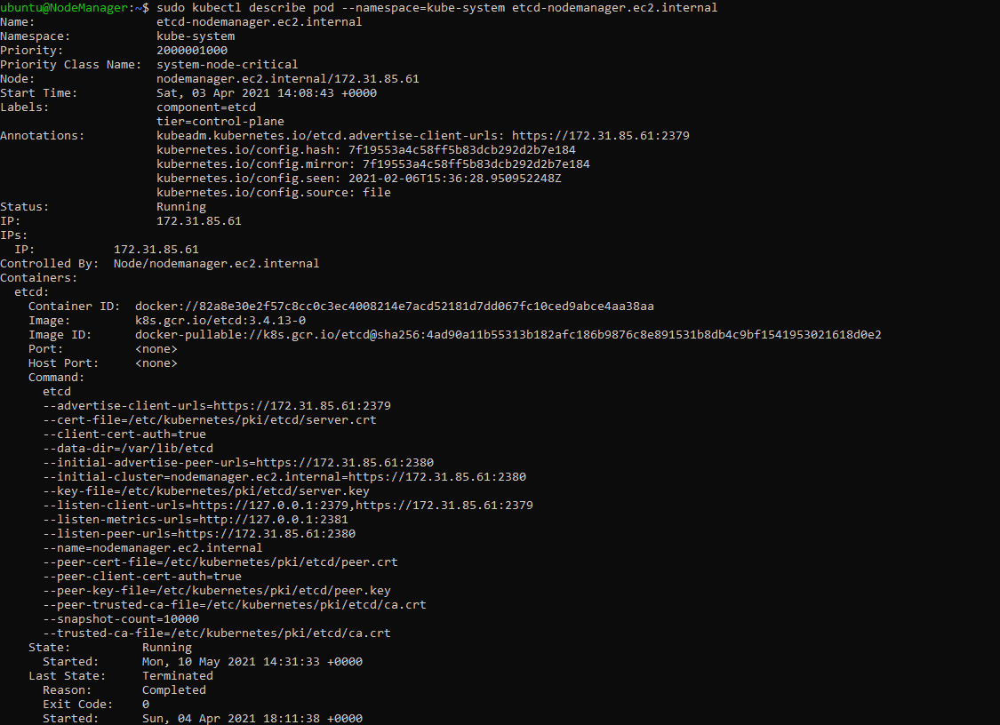 ubuntu@NodeManager:~$ sudo kubectl describe pod --namespace=kube-system etcd-nodemanager.ec2.internal
Name:                 etcd-nodemanager.ec2.internal
Namespace:            kube-system
Priority:             2000001000
Priority Class Name:  system-node-critical
Node:                 nodemanager.ec2.internal/172.31.85.61
Start Time:           Sat, 03 Apr 2021 14:08:43 +0000
Labels:               component=etcd
                      tier=control-plane
Annotations:          kubeadm.kubernetes.io/etcd.advertise-client-urls: https://172.31.85.61:2379
                      kubernetes.io/config.hash: 7f19553a4c58ff5b83dcb292d2b7e184
                      kubernetes.io/config.mirror: 7f19553a4c58ff5b83dcb292d2b7e184
                      kubernetes.io/config.seen: 2021-02-06T15:36:28.950952248Z
                      kubernetes.io/config.source: file
Status:               Running
IP:                   172.31.85.61
IPs:
  IP:           172.31.85.61
Controlled By:  Node/nodemanager.ec2.internal
Containers:
  etcd:
    Container ID:  docker://82a8e30e2f57c8cc0c3ec4008214e7acd52181d7dd067fc10ced9abce4aa38aa
    Image:         k8s.gcr.io/etcd:3.4.13-0
    Image ID:      docker-pullable://k8s.gcr.io/etcd@sha256:4ad90a11b55313b182afc186b9876c8e891531b8db4c9bf1541953021618d0e2
    Port:          <none>
    Host Port:     <none>
    Command:
      etcd
      --advertise-client-urls=https://172.31.85.61:2379
      --cert-file=/etc/kubernetes/pki/etcd/server.crt
      --client-cert-auth=true
      --data-dir=/var/lib/etcd
      --initial-advertise-peer-urls=https://172.31.85.61:2380
      --initial-cluster=nodemanager.ec2.internal=https://172.31.85.61:2380
      --key-file=/etc/kubernetes/pki/etcd/server.key
      --listen-client-urls=https://127.0.0.1:2379,https://172.31.85.61:2379
      --listen-metrics-urls=http://127.0.0.1:2381
      --listen-peer-urls=https://172.31.85.61:2380
      --name=nodemanager.ec2.internal
      --peer-cert-file=/etc/kubernetes/pki/etcd/peer.crt
      --peer-client-cert-auth=true
      --peer-key-file=/etc/kubernetes/pki/etcd/peer.key
      --peer-trusted-ca-file=/etc/kubernetes/pki/etcd/ca.crt
      --snapshot-count=10000
      --trusted-ca-file=/etc/kubernetes/pki/etcd/ca.crt
    State:          Running
      Started:      Mon, 10 May 2021 14:31:33 +0000
    Last State:     Terminated
      Reason:       Completed
      Exit Code:    0
      Started:      Sun, 04 Apr 2021 18:11:38 +0000